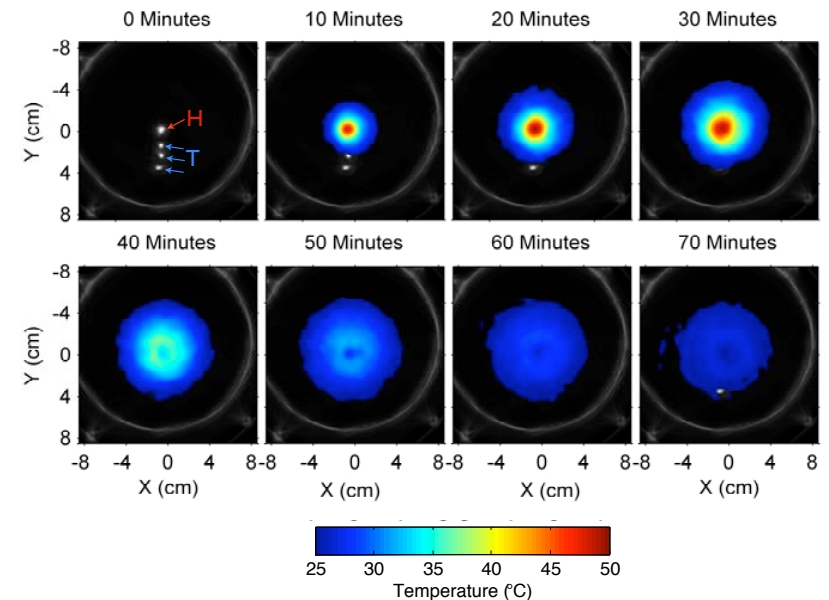 0 Minutes 10 Minutes 20 Minutes 30 Minutes
-8
-4
0
4
8
Y (cm)
H
T
40 Minutes 50 Minutes 60 Minutes 70 Minutes
-8
-4
0
4
8
Y (cm)
-8 -4 0 4 8 -8 -4 0 4 8 -8 -4 0 4 8 -8 -4 0 4 8
X (cm) X (cm) X (cm) X (cm)
25 30 35 40 45 50
Temperature (°C)